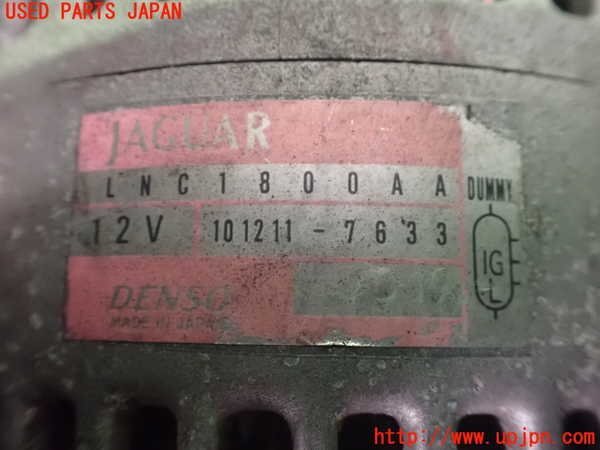 USED PARTS JAPAN
JAGUAR
LNC1800AA
DUMMY
12V 101211-7633
IG
L
DENSO
MADE IN JAPAN
http://www.upjpn.com/